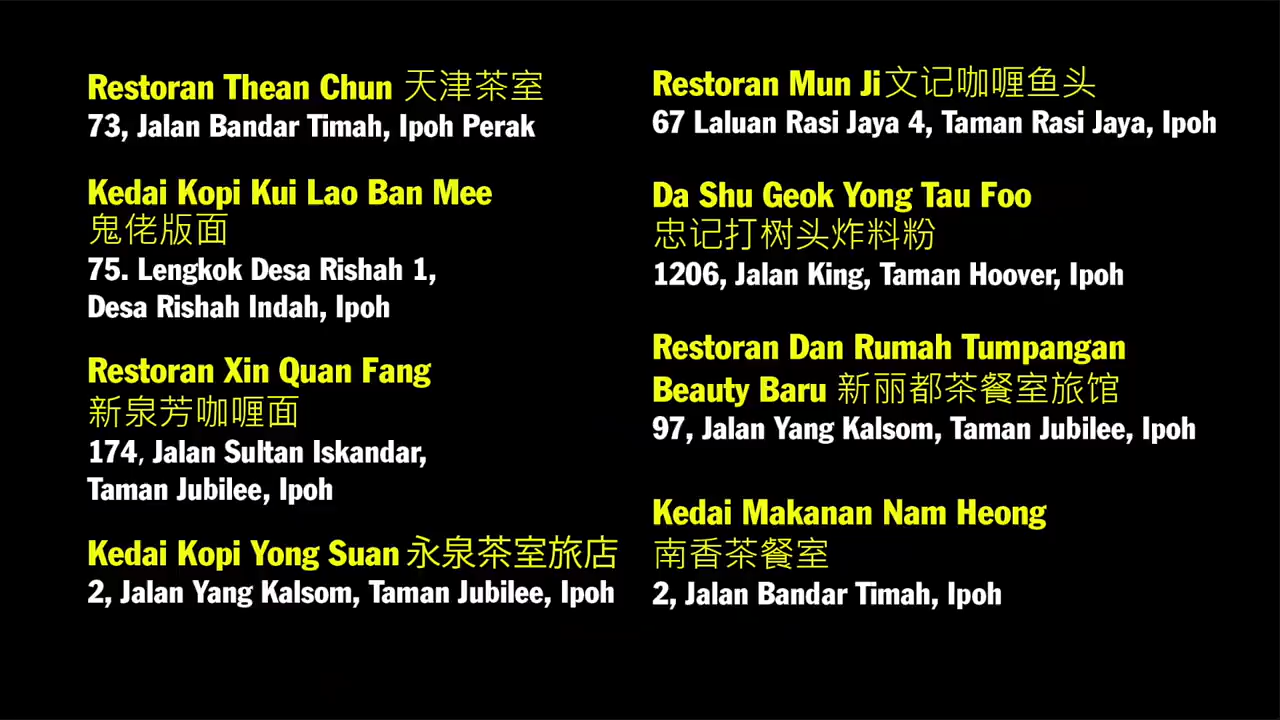 Restoran Thean Chun 天津茶室
73, Jalan Bandar Timah, Ipoh Perak
Kedai Kopi Kui Lao Ban Mee
鬼佬版面
75. Lengkok Desa Rishah 1,
Desa Rishah Indah, Ipoh
Restoran Xin Quan Fang
新泉芳咖喱面
174, Jalan Sultan Iskandar,
Taman Jubilee, Ipoh
Kedai Kopi Yong Suan 永泉茶室旅店
2, Jalan Yang Kalsom, Taman Jubilee, Ipoh
Restoran Mun Ji 文记咖喱鱼头
67 Laluan Rasi Jaya 4, Taman Rasi Jaya, Ipoh
Da Shu Geok Yong Tau Foo
忠记打树头炸料粉
1206, Jalan King, Taman Hoover, Ipoh
Restoran Dan Rumah Tumpangan
Beauty Baru 新丽都茶餐室旅馆
97, Jalan Yang Kalsom, Taman Jubilee, Ipoh
Kedai Makanan Nam Heong
南香茶餐室
2, Jalan Bandar Timah, Ipoh